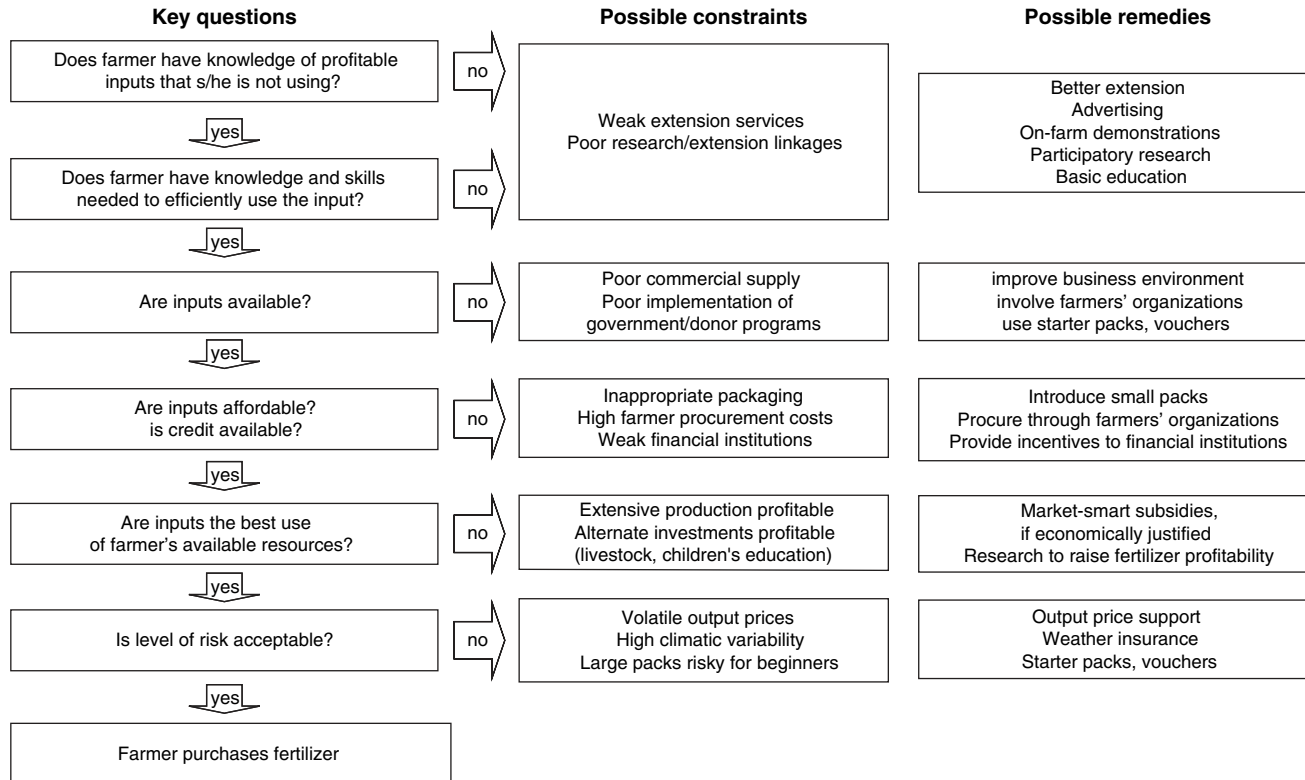 Key questions
Possible constraints
Possible remedies
Does farmer have knowledge of profitable
inputs that s/he is not using?
no
Weak extension services
Poor research/extension linkages
Better extension
Advertising
On-farm demonstrations
Participatory research
Basic education
yes
Does farmer have knowledge and skills
needed to efficiently use the input?
no
yes
Are inputs available?
no
Poor commercial supply
Poor implementation of
government/donor programs
improve business environment
involve farmers' organizations
use starter packs, vouchers
yes
Are inputs affordable?
is credit available?
no
Inappropriate packaging
High farmer procurement costs
Weak financial institutions
Introduce small packs
Procure through farmers' organizations
Provide incentives to financial institutions
yes
Are inputs the best use
of farmer's available resources?
no
Extensive production profitable
Alternate investments profitable
(livestock, children's education)
Market-smart subsidies,
if economically justified
Research to raise fertilizer profitability
yes
Is level of risk acceptable?
no
Volatile output prices
High climatic variability
Large packs risky for beginners
Output price support
Weather insurance
Starter packs, vouchers
yes
Farmer purchases fertilizer